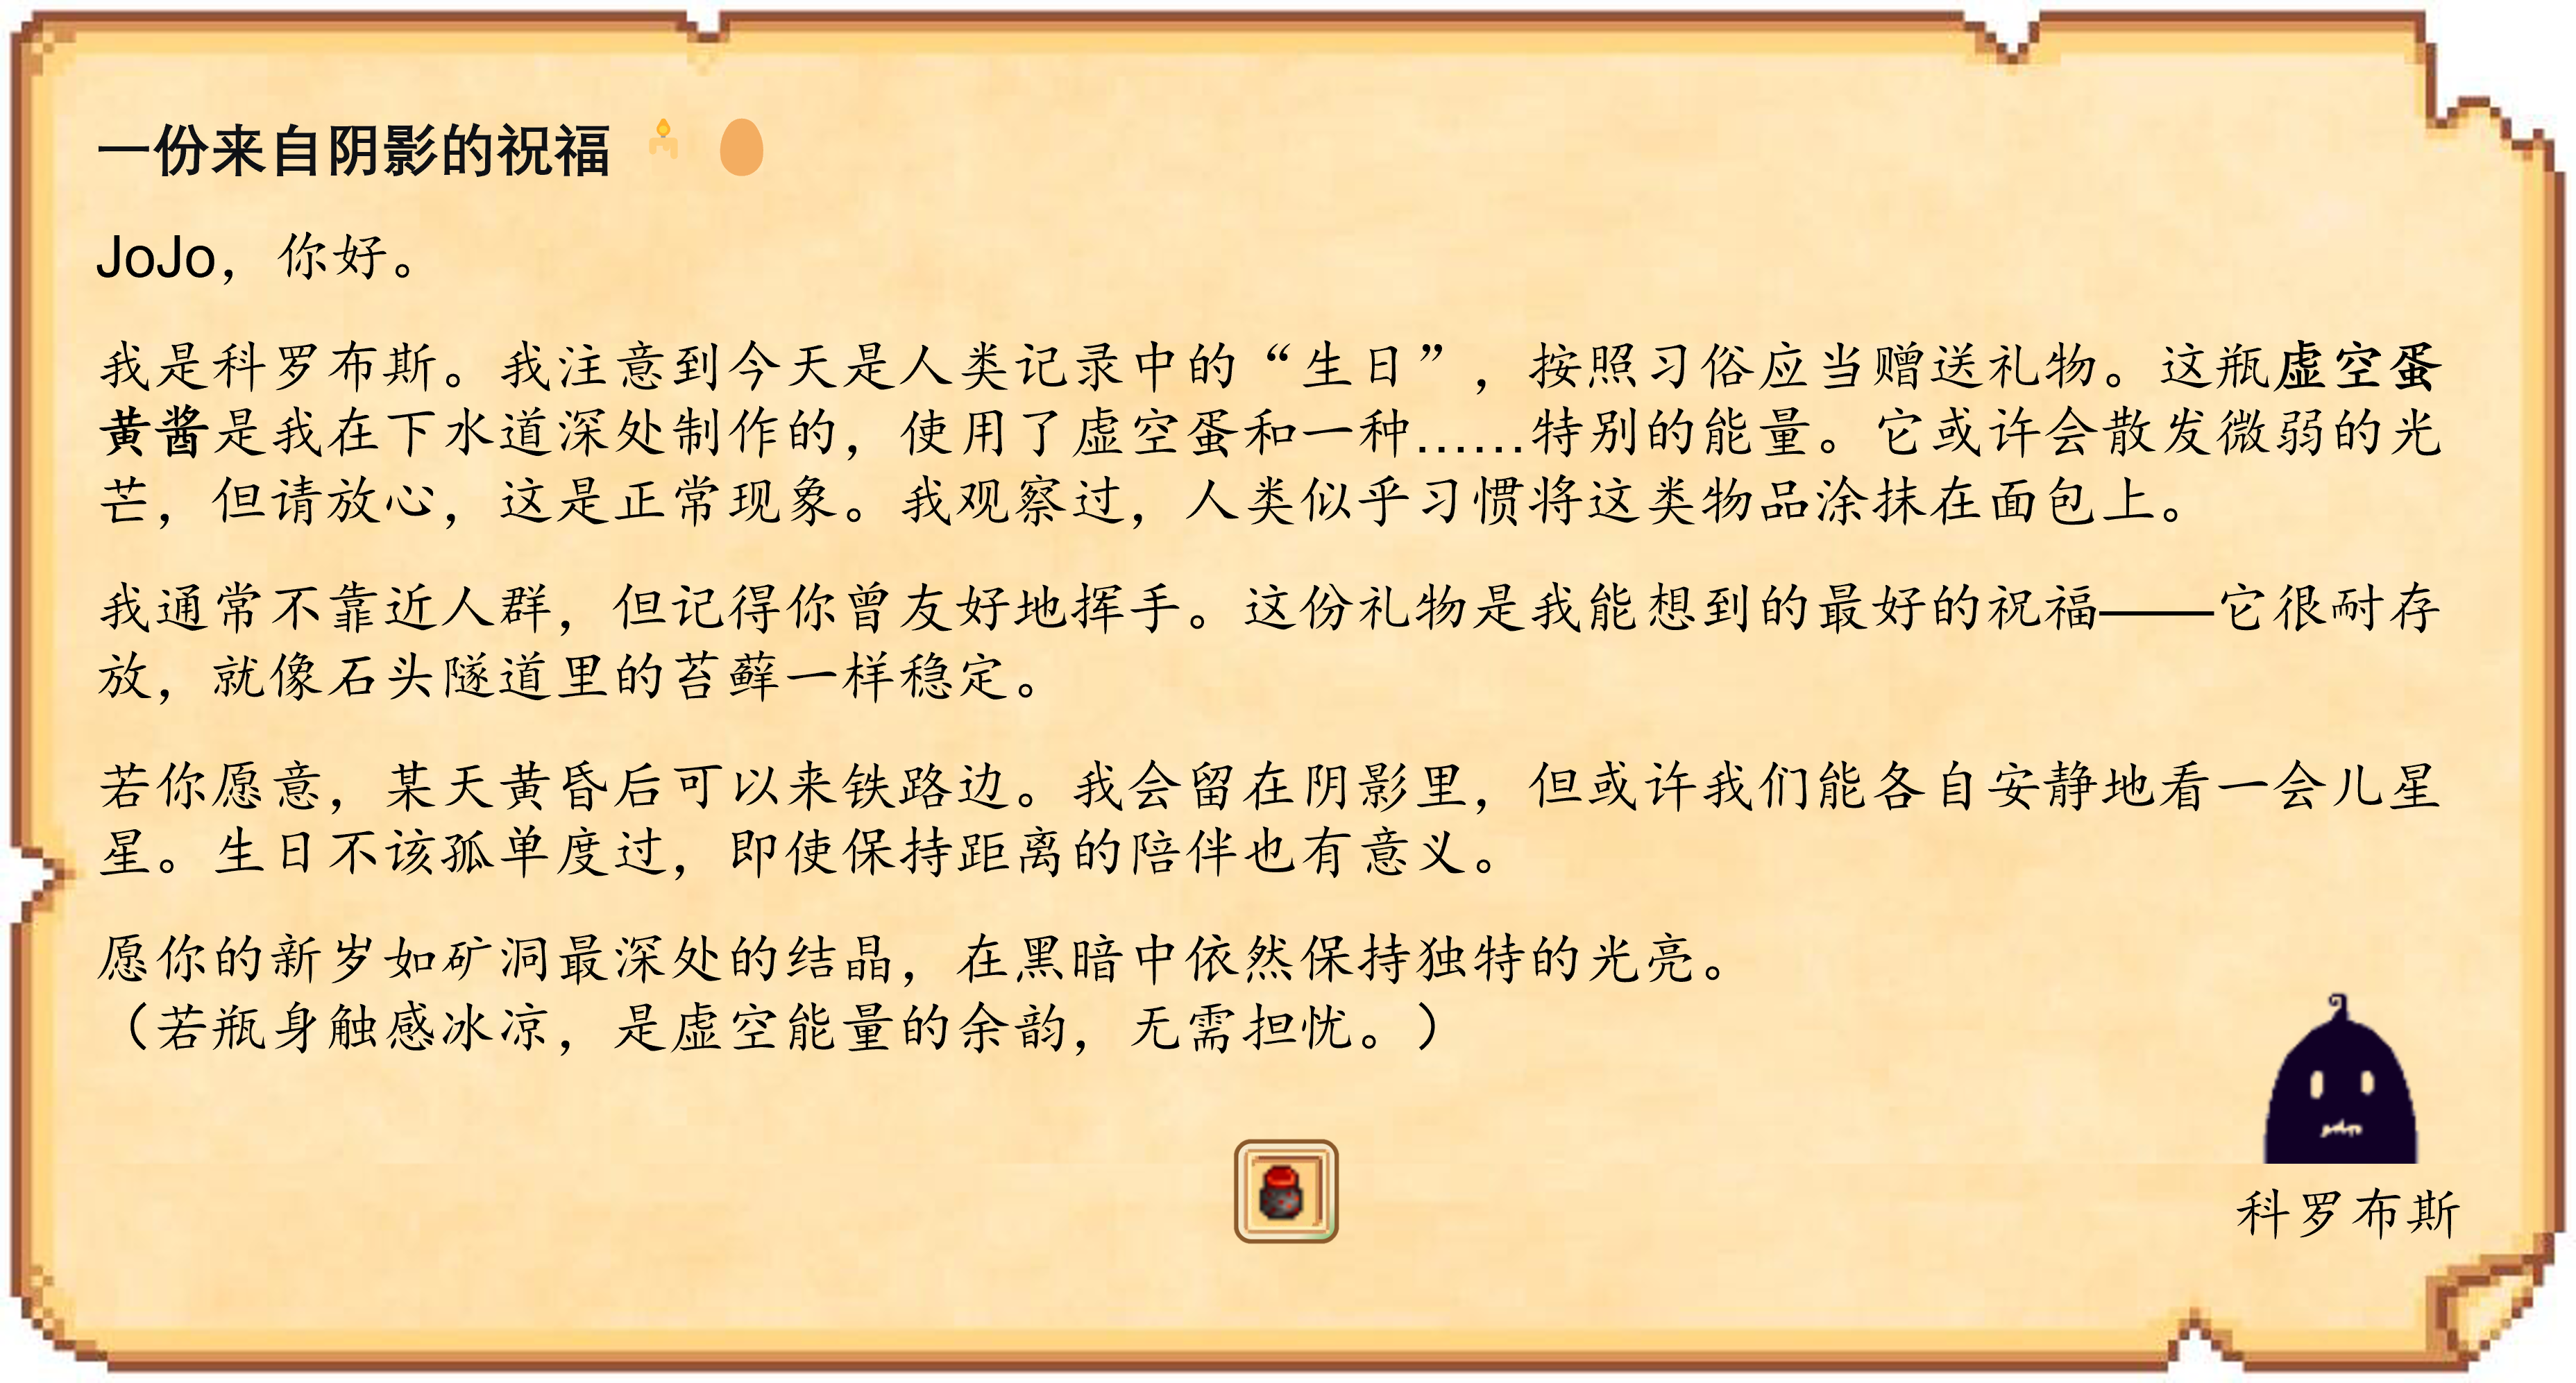 一份来自阴影的祝福
JoJo，你好。
我是科罗布斯。我注意到今天是人类记录中的“生日”，按照习俗应当赠送礼物。这瓶虚空蛋
黄酱是我在下水道深处制作的，使用了虚空蛋和一种……特别的能量。它或许会散发微弱的光
芒，但请放心，这是正常现象。我观察过，人类似乎习惯将这类物品涂抹在面包上。
我通常不靠近人群，但记得你曾友好地挥手。这份礼物是我能想到的最好的祝福——它很耐存
放，就像石头隧道里的苔藓一样稳定。
若你愿意，某天黄昏后可以来铁路边。我会留在阴影里，但或许我们能各自安静地看一会儿星
星。生日不该孤单度过，即使保持距离的陪伴也有意义。
愿你的新岁如矿洞最深处的结晶，在黑暗中依然保持独特的光亮。
（若瓶身触感冰凉，是虚空能量的余韵，无需担忧。）
科罗布斯